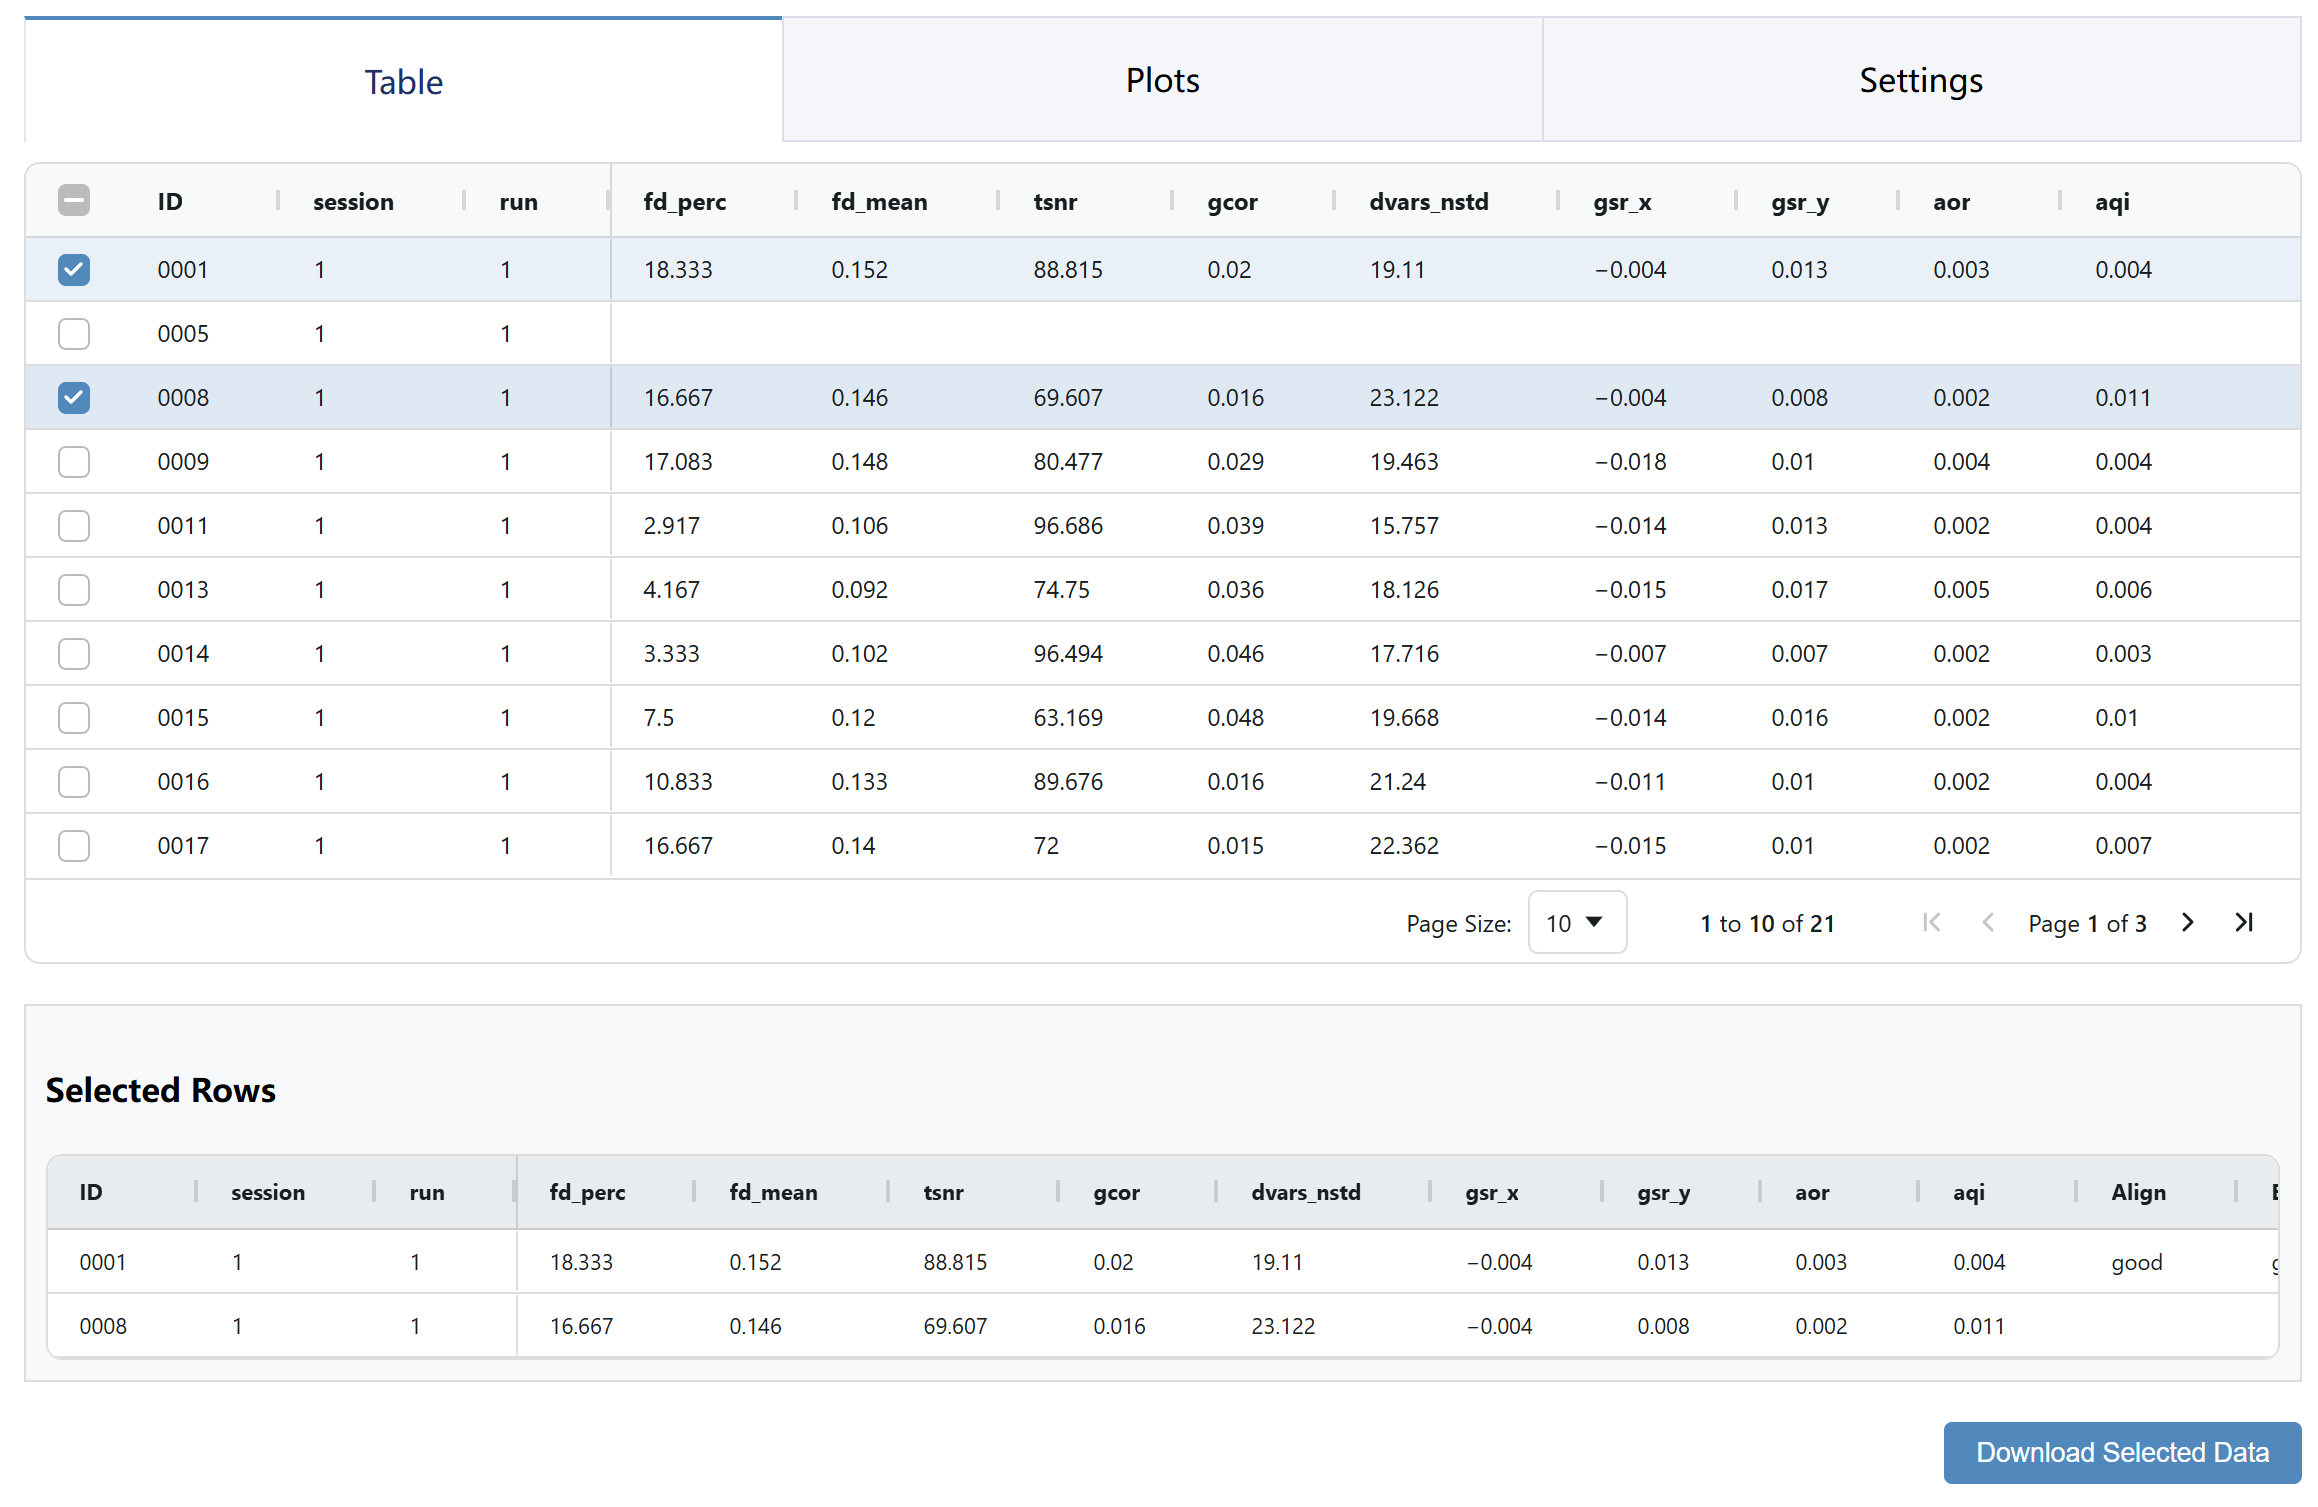 Table Plots Settings
ID session run fd_perc fd_mean tsnr gcor dvars_nstd gsr_x gsr_y aor aqi
0001 1 1 18.333 0.152 88.815 0.02 19.11 −0.004 0.013 0.003 0.004
0005 1 1
0008 1 1 16.667 0.146 69.607 0.016 23.122 −0.004 0.008 0.002 0.011
0009 1 1 17.083 0.148 80.477 0.029 19.463 −0.018 0.01 0.004 0.004
0011 1 1 2.917 0.106 96.686 0.039 15.757 −0.014 0.013 0.002 0.004
0013 1 1 4.167 0.092 74.75 0.036 18.126 −0.015 0.017 0.005 0.006
0014 1 1 3.333 0.102 96.494 0.046 17.716 −0.007 0.007 0.002 0.003
0015 1 1 7.5 0.12 63.169 0.048 19.668 −0.014 0.016 0.002 0.01
0016 1 1 10.833 0.133 89.676 0.016 21.24 −0.011 0.01 0.002 0.004
0017 1 1 16.667 0.14 72 0.015 22.362 −0.015 0.01 0.002 0.007
Page Size: 10 1 to 10 of 21 Page 1 of 3
Selected Rows
ID session run fd_perc fd_mean tsnr gcor dvars_nstd gsr_x gsr_y aor aqi Align
0001 1 1 18.333 0.152 88.815 0.02 19.11 −0.004 0.013 0.003 0.004 good
0008 1 1 16.667 0.146 69.607 0.016 23.122 −0.004 0.008 0.002 0.011
Download Selected Data